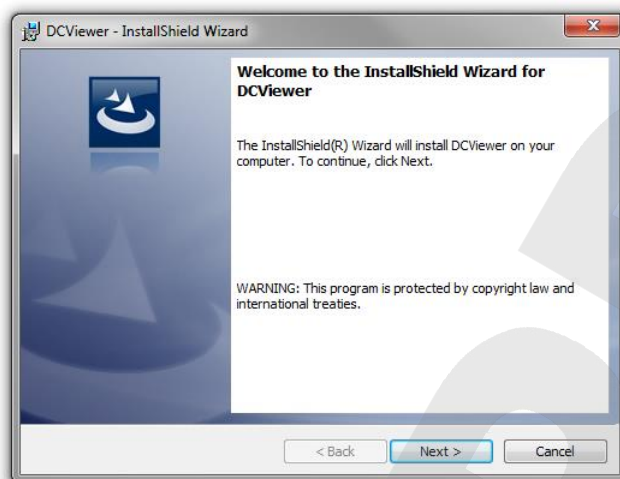 DCViewer - InstallShield Wizard
Welcome to the InstallShield Wizard for
DCViewer
The InstallShield(R) Wizard will install DCViewer on your
computer. To continue, click Next.
WARNING: This program is protected by copyright law and
international treaties.
< Back Next > Cancel